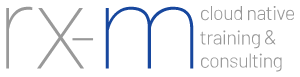 rx-m
cloud native
training &
consulting